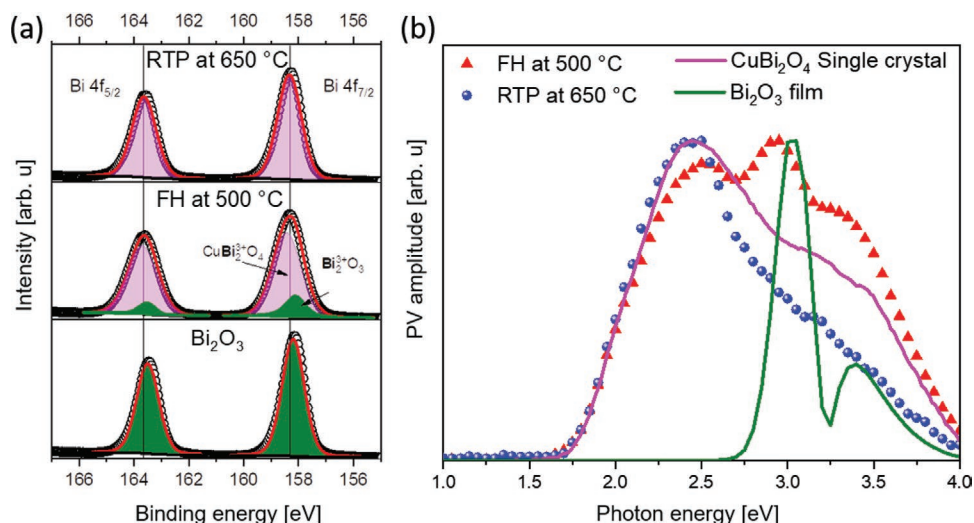 (a)
166 164 162 160 158 156
RTP at 650 °C
Bi 4f5/2 Bi 4f7/2
FH at 500 °C
CuBi₂³⁺O₄ Bi₂³⁺O₃
Bi₂O₃
166 164 162 160 158 156
Binding energy [eV]
Intensity [arb. u]
(b)
FH at 500 °C
RTP at 650 °C
CuBi₂O₄ Single crystal
Bi₂O₃ film
PV amplitude [arb. u]
1.0 1.5 2.0 2.5 3.0 3.5 4.0
Photon energy [eV]